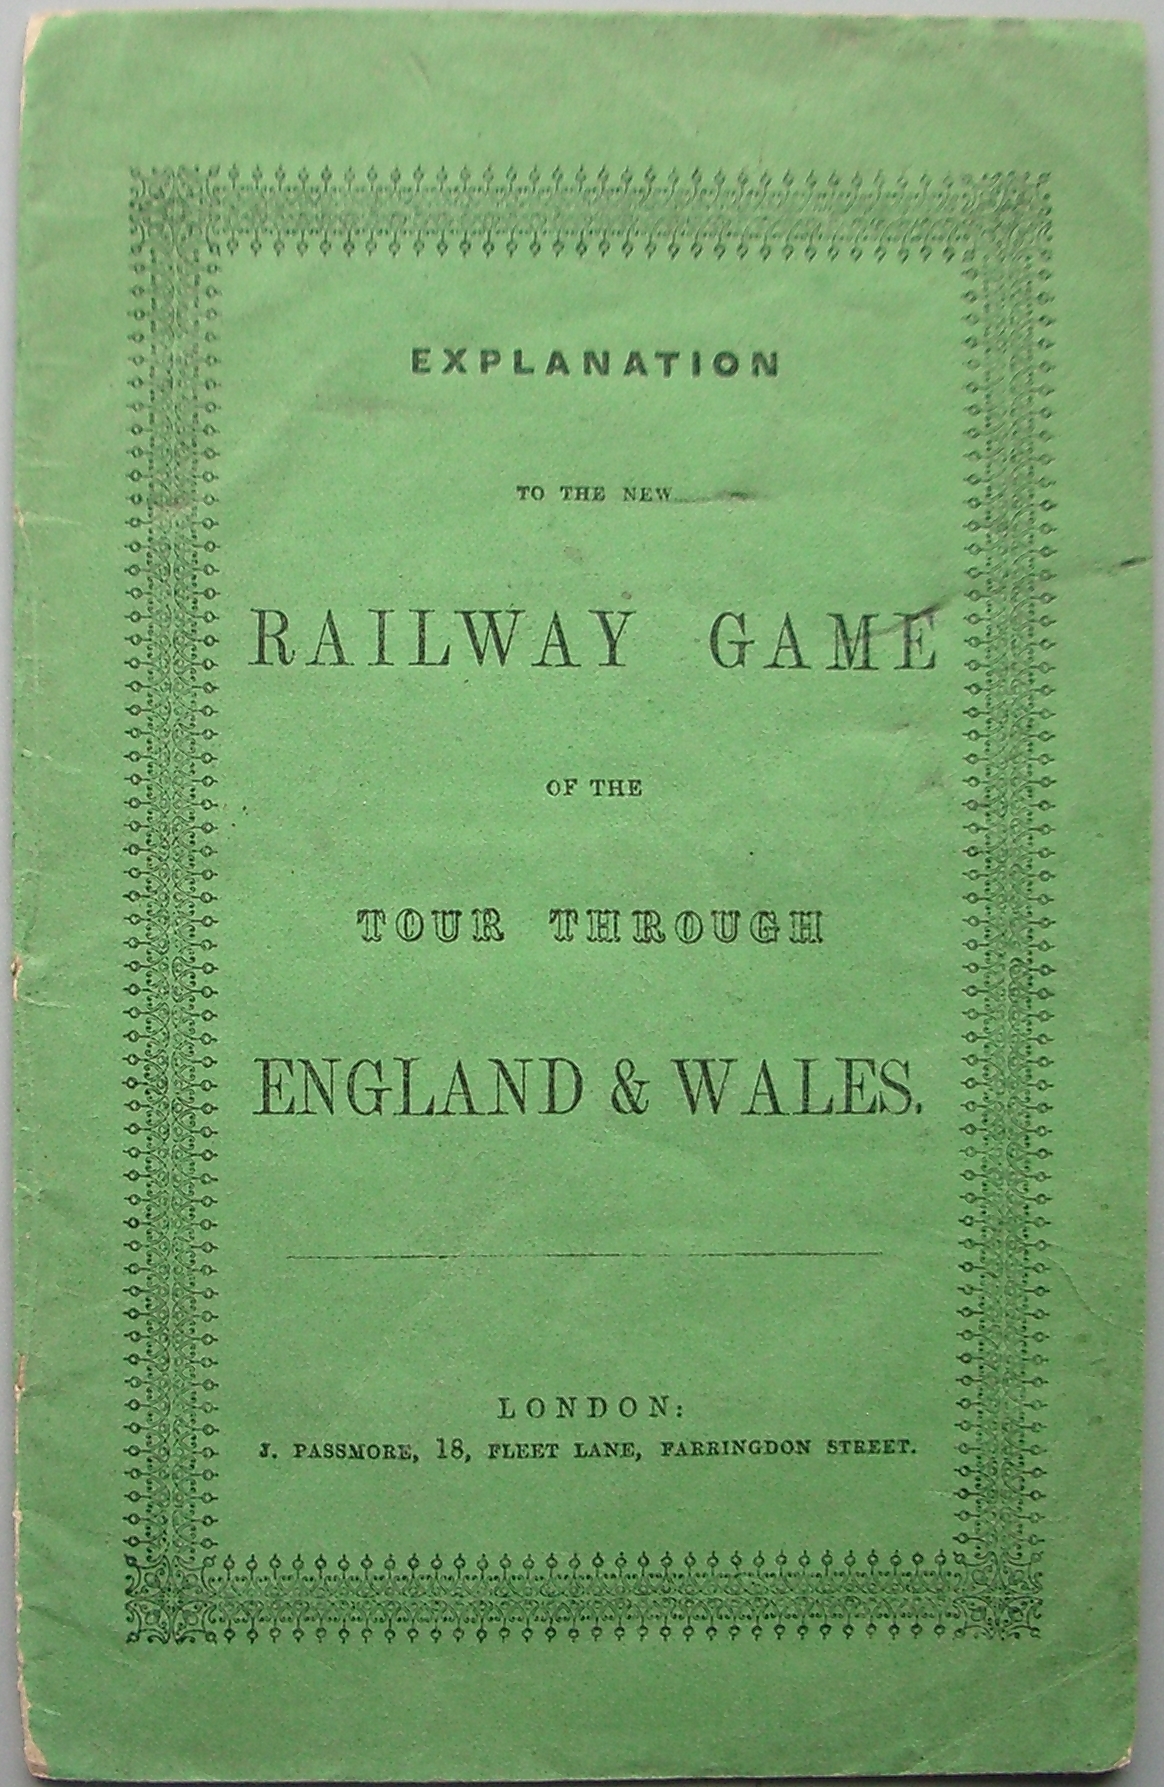 EXPLANATION
TO THE NEW
RAILWAY GAME
OF THE
TOUR THROUGH
ENGLAND & WALES.
LONDON:
J. PASSMORE, 18, FLEET LANE, FARRINGDON STREET.